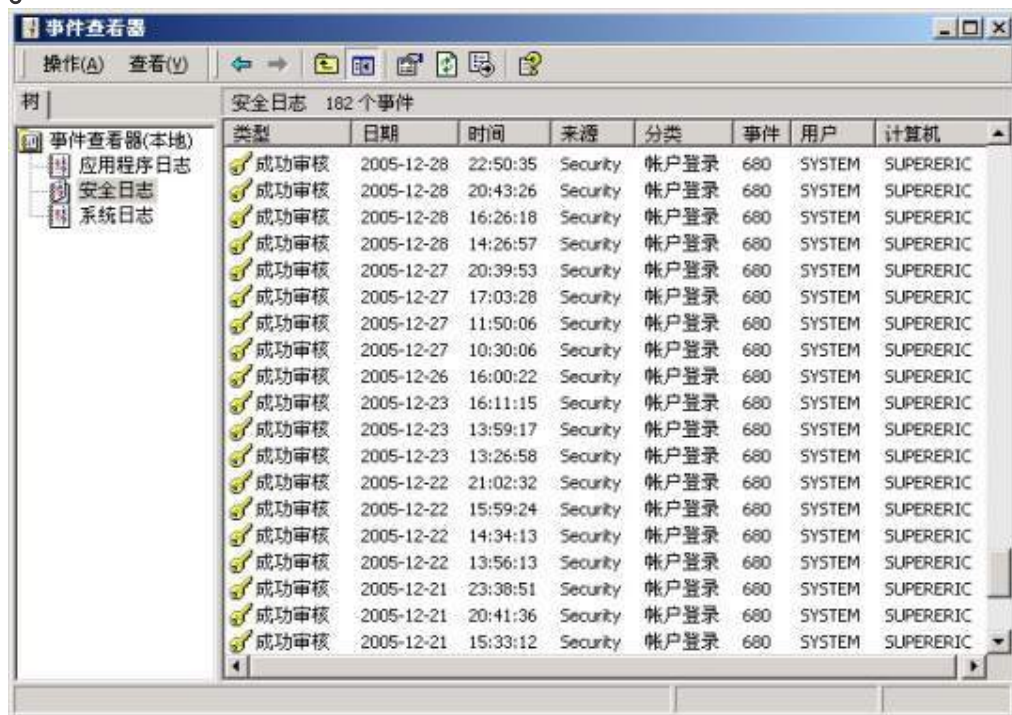 事件查看器
操作(A) 查看(V)
树
安全日志 182 个事件
事件查看器(本地)
应用程序日志
安全日志
系统日志
类型 日期 时间 来源 分类 事件 用户 计算机
成功审核 2005-12-28 22:50:35 Security 帐户登录 680 SYSTEM SUPERERIC
成功审核 2005-12-28 20:43:26 Security 帐户登录 680 SYSTEM SUPERERIC
成功审核 2005-12-28 16:26:18 Security 帐户登录 680 SYSTEM SUPERERIC
成功审核 2005-12-28 14:26:57 Security 帐户登录 680 SYSTEM SUPERERIC
成功审核 2005-12-27 20:39:53 Security 帐户登录 680 SYSTEM SUPERERIC
成功审核 2005-12-27 17:03:28 Security 帐户登录 680 SYSTEM SUPERERIC
成功审核 2005-12-27 11:50:06 Security 帐户登录 680 SYSTEM SUPERERIC
成功审核 2005-12-27 10:30:06 Security 帐户登录 680 SYSTEM SUPERERIC
成功审核 2005-12-26 16:00:22 Security 帐户登录 680 SYSTEM SUPERERIC
成功审核 2005-12-23 16:11:15 Security 帐户登录 680 SYSTEM SUPERERIC
成功审核 2005-12-23 13:59:17 Security 帐户登录 680 SYSTEM SUPERERIC
成功审核 2005-12-23 13:26:58 Security 帐户登录 680 SYSTEM SUPERERIC
成功审核 2005-12-22 21:02:32 Security 帐户登录 680 SYSTEM SUPERERIC
成功审核 2005-12-22 15:59:24 Security 帐户登录 680 SYSTEM SUPERERIC
成功审核 2005-12-22 14:34:13 Security 帐户登录 680 SYSTEM SUPERERIC
成功审核 2005-12-22 13:56:13 Security 帐户登录 680 SYSTEM SUPERERIC
成功审核 2005-12-21 23:38:51 Security 帐户登录 680 SYSTEM SUPERERIC
成功审核 2005-12-21 20:41:36 Security 帐户登录 680 SYSTEM SUPERERIC
成功审核 2005-12-21 15:33:12 Security 帐户登录 680 SYSTEM SUPERERIC